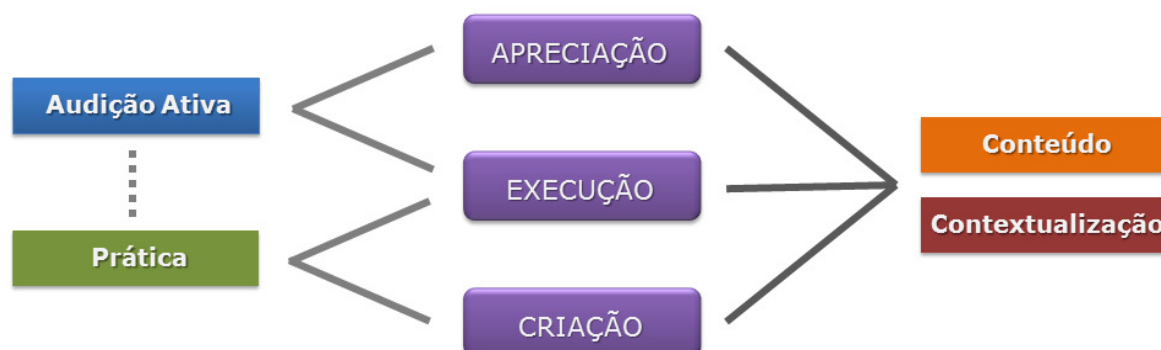 APRECIAÇÃO
Audição Ativa
Conteúdo
EXECUÇÃO
Contextualização
Prática
CRIAÇÃO